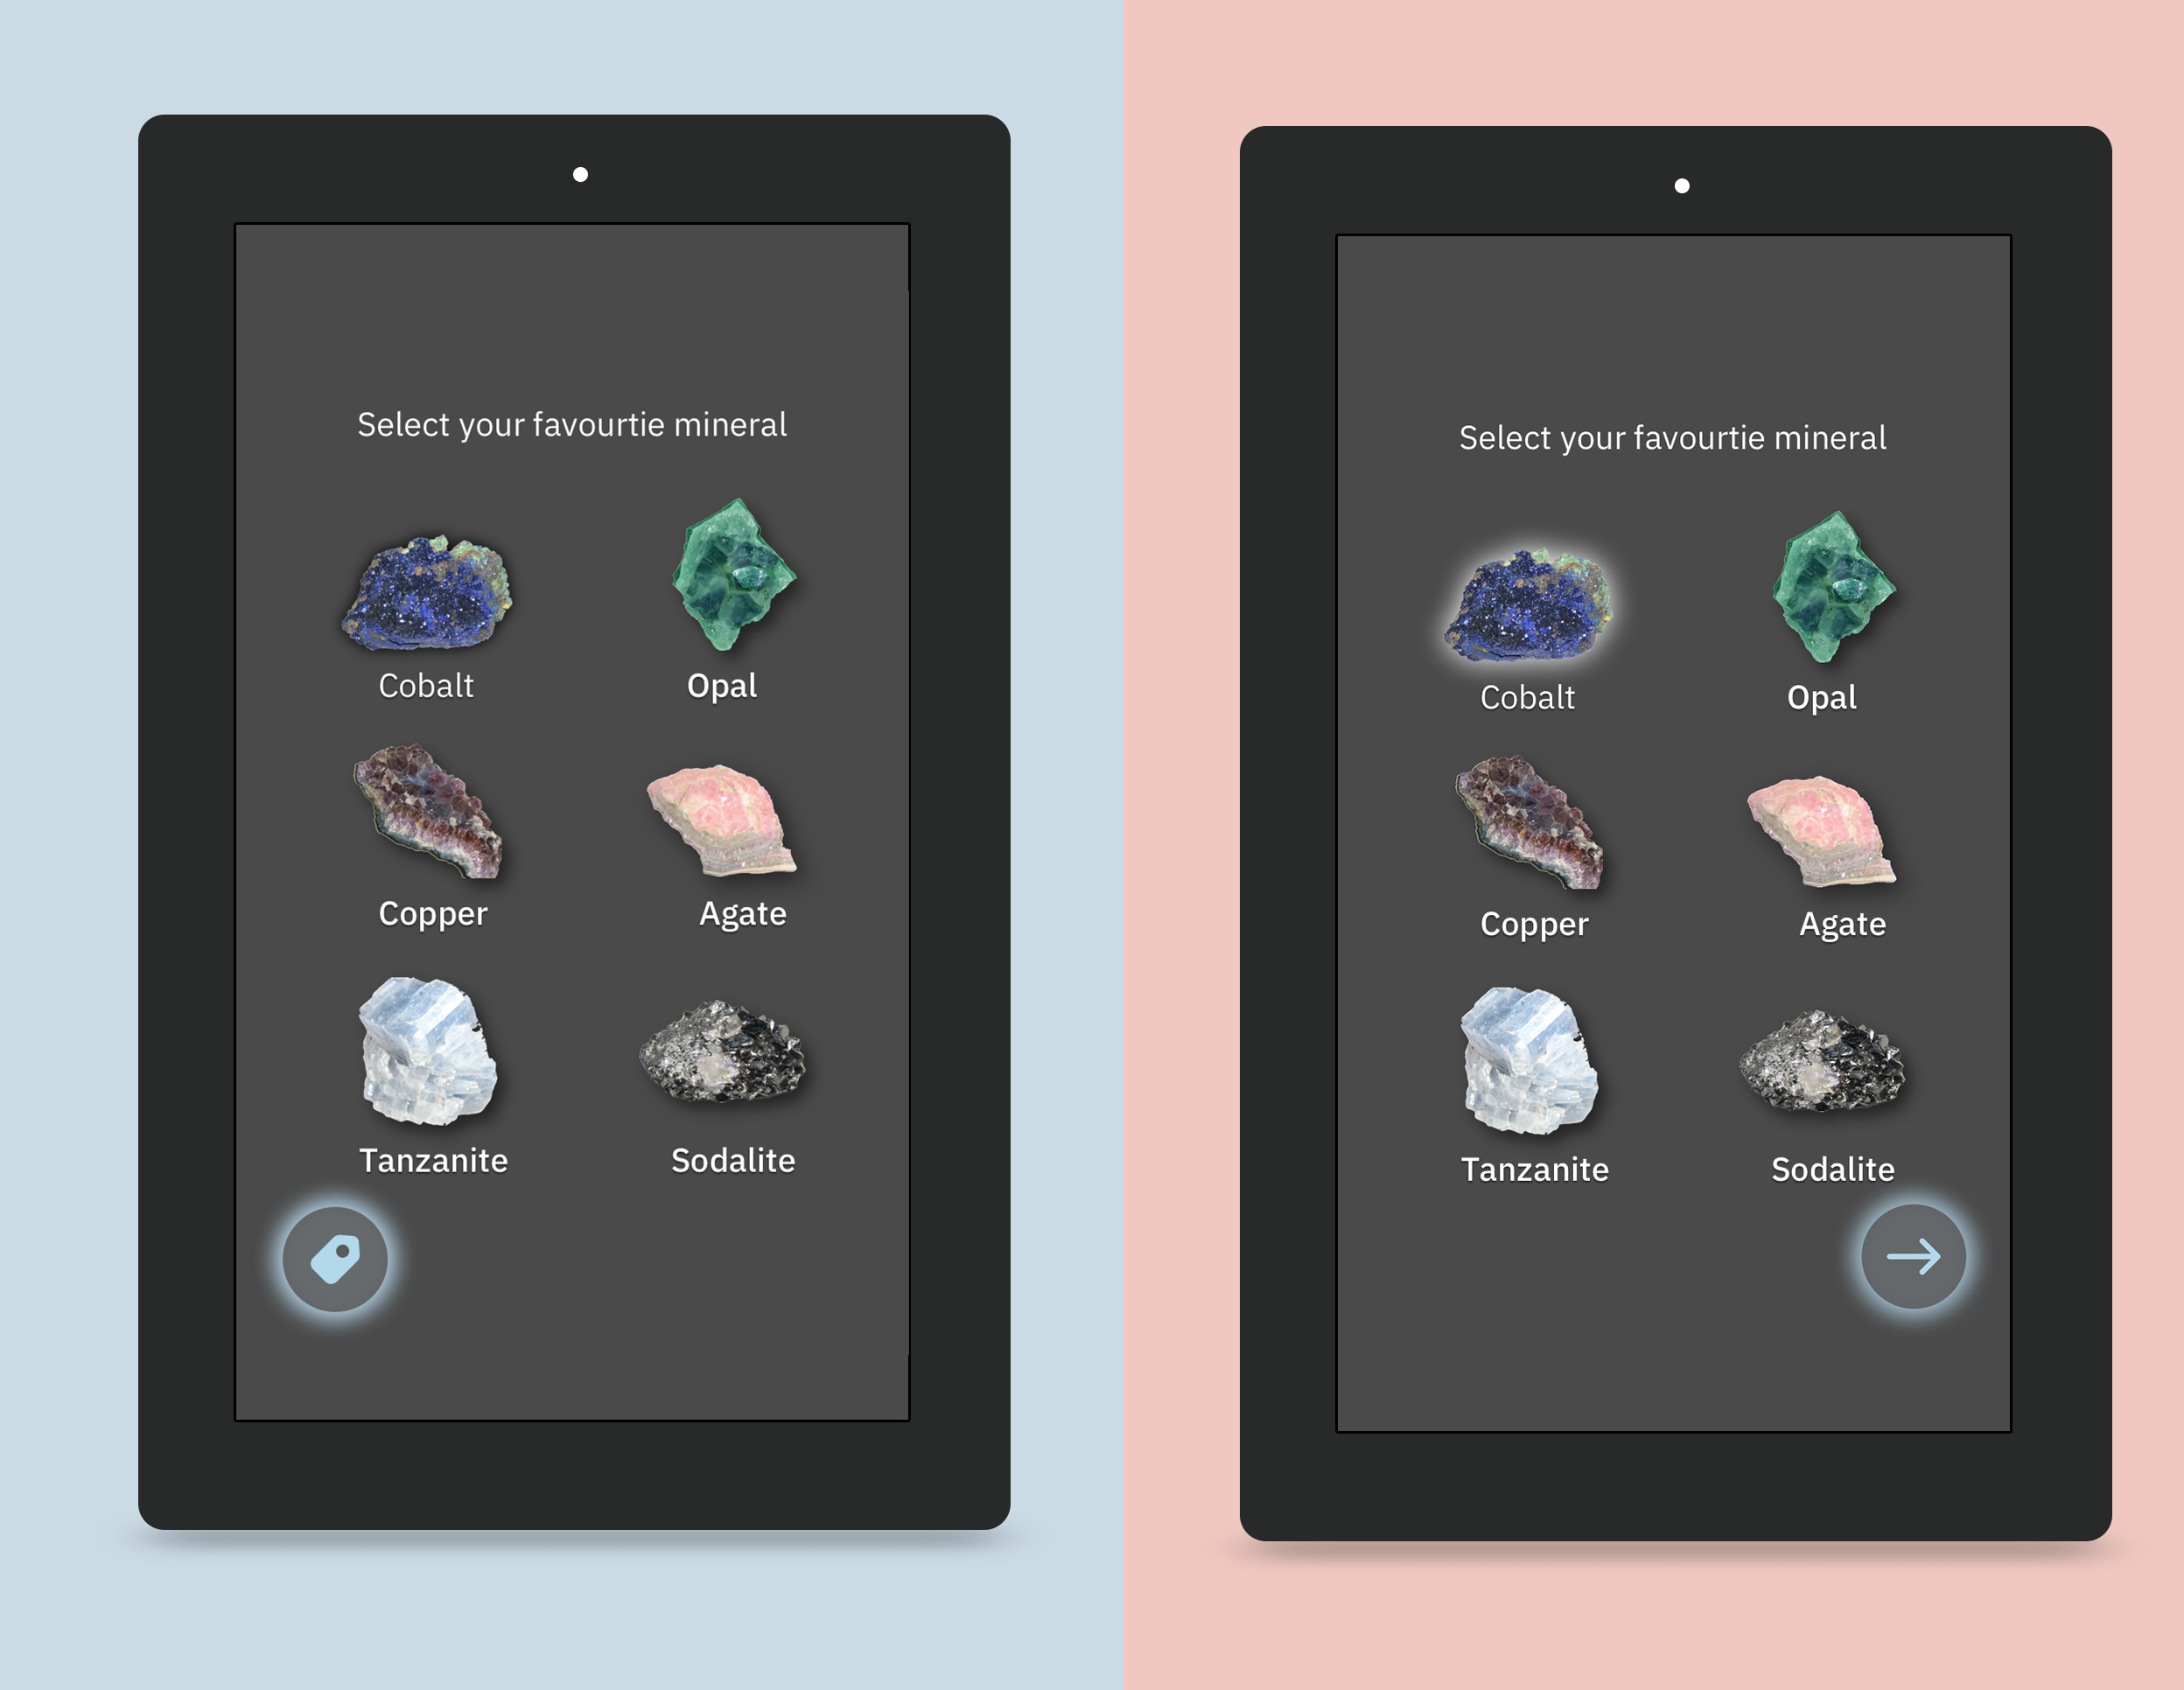 Select your favourtie mineral
Cobalt
Opal
Copper
Agate
Tanzanite
Sodalite
Select your favourtie mineral
Cobalt
Opal
Copper
Agate
Tanzanite
Sodalite